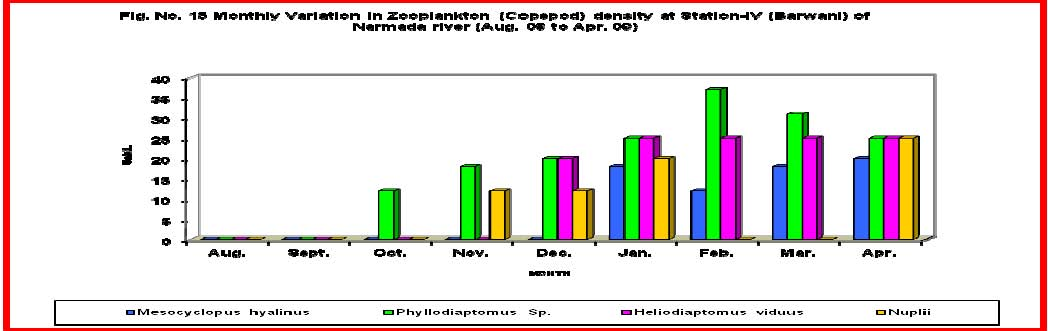 Fig. No. 15 Monthly Variation in Zooplankton (Copepod) density at Station-IV (Barwani) of
Narmada river (Aug. 08 to Apr. 09)
40
35
30
25
20
15
10
5
0
Aug. Sept. Oct. Nov. Dec. Jan. Feb. Mar. Apr.
MONTH
Mesocyclopus hyalinus Phyllodiaptomus Sp. Heliodiaptomus viduus Nuplii